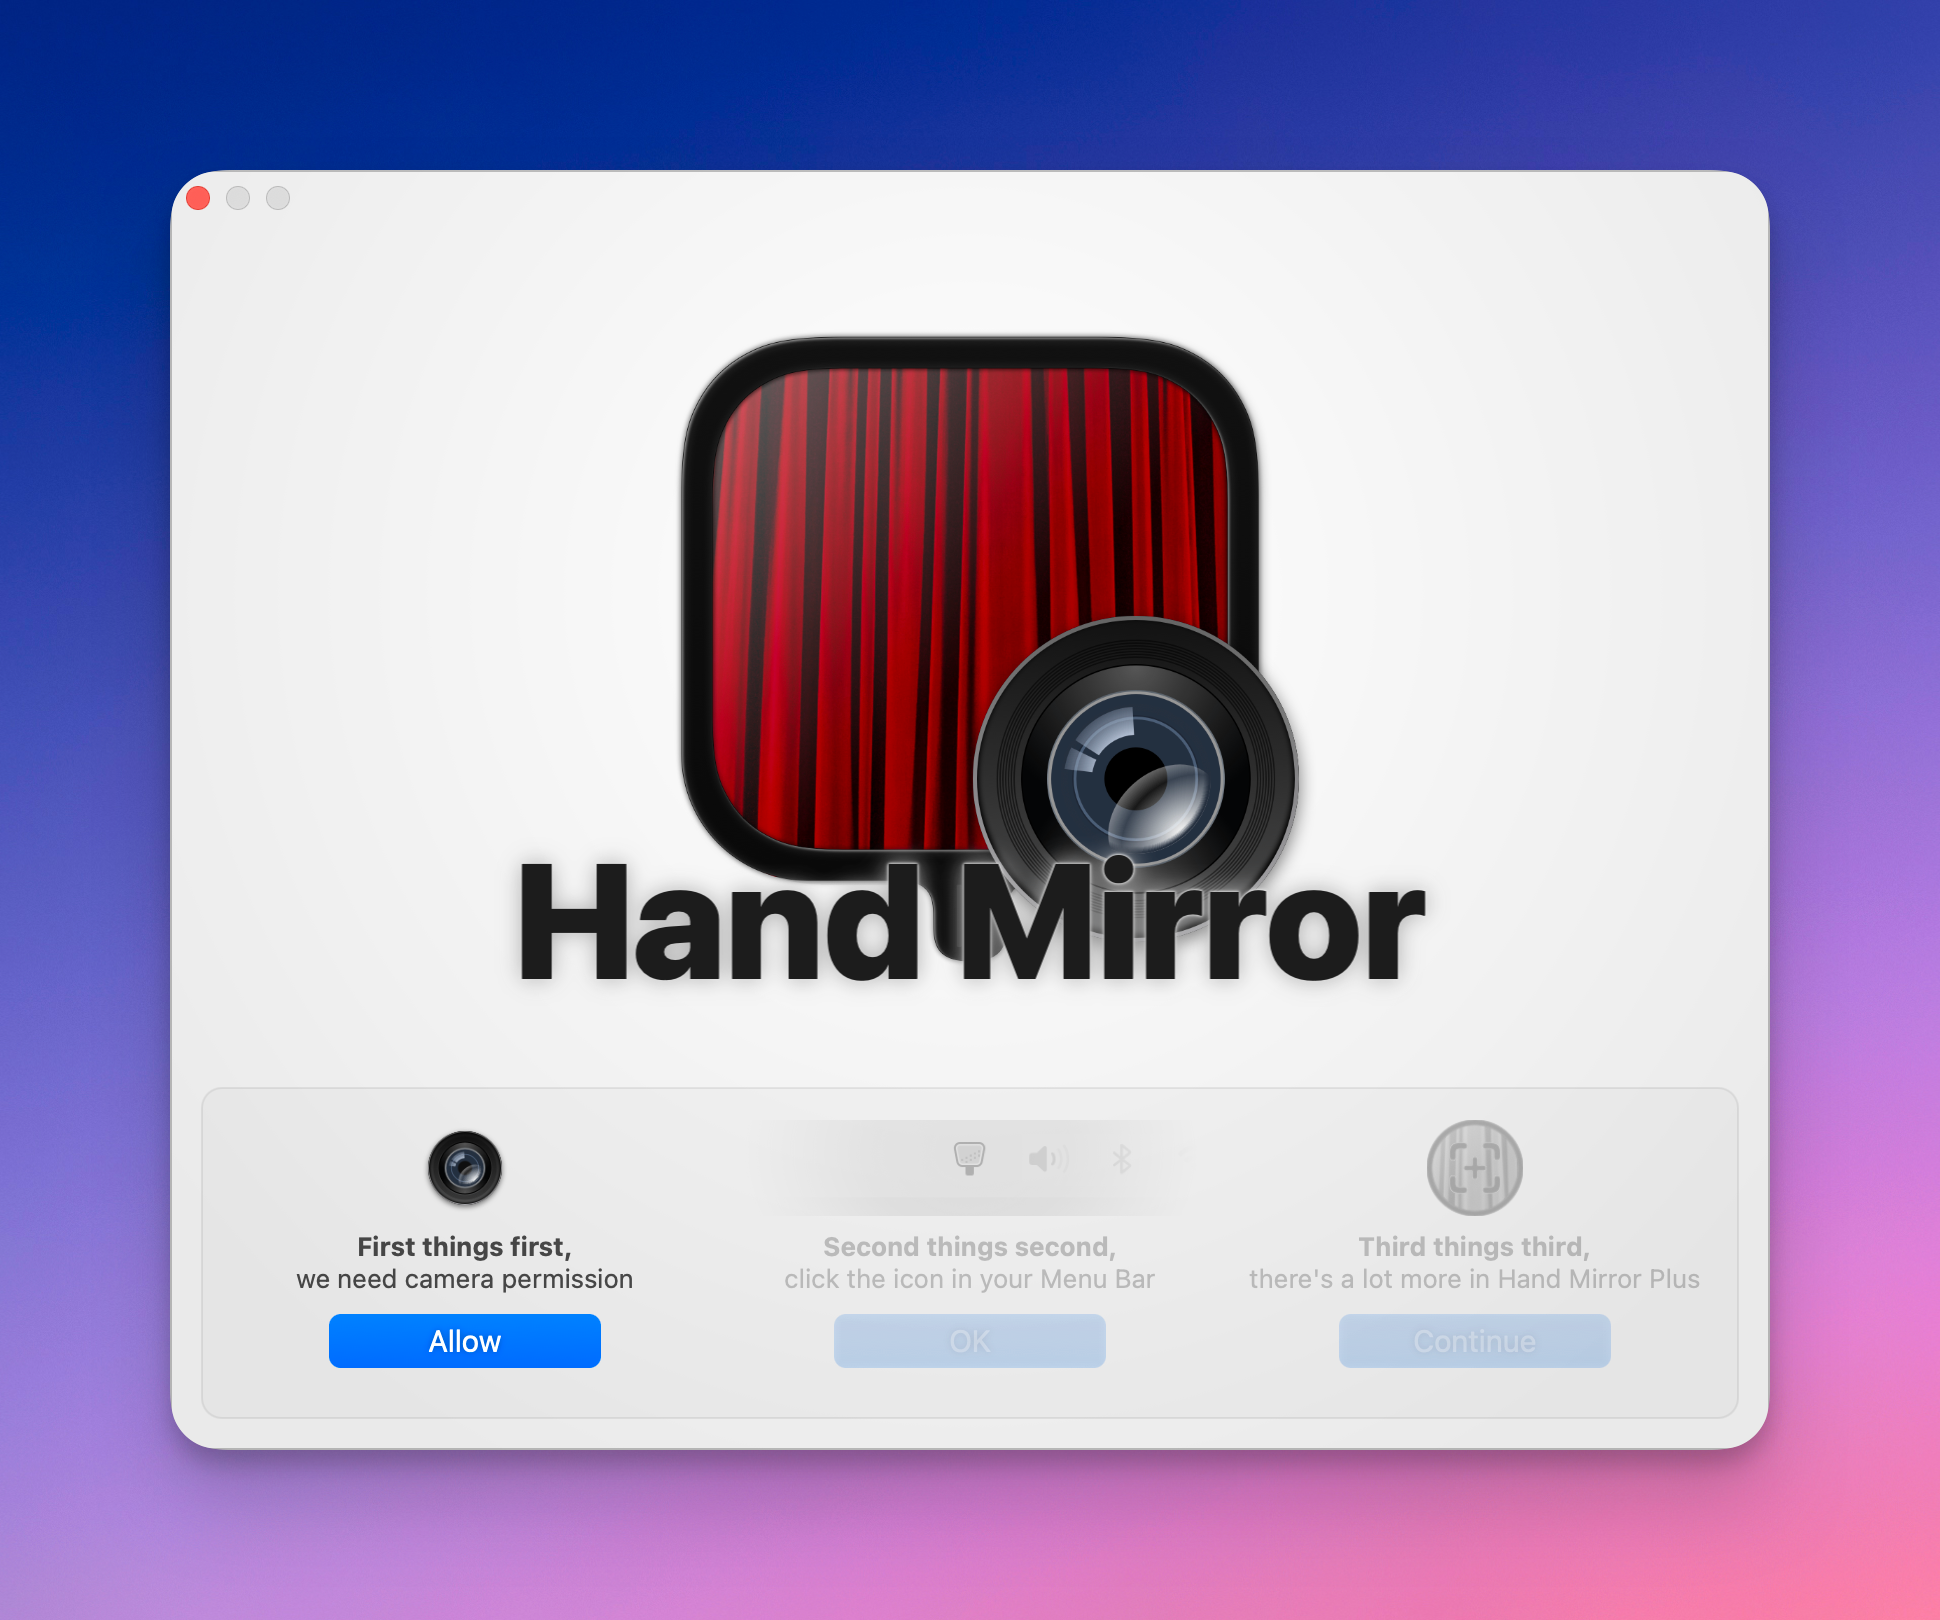 Hand Mirror
First things first,
we need camera permission
Allow
Second things second,
click the icon in your Menu Bar
OK
Third things third,
there's a lot more in Hand Mirror Plus
Continue